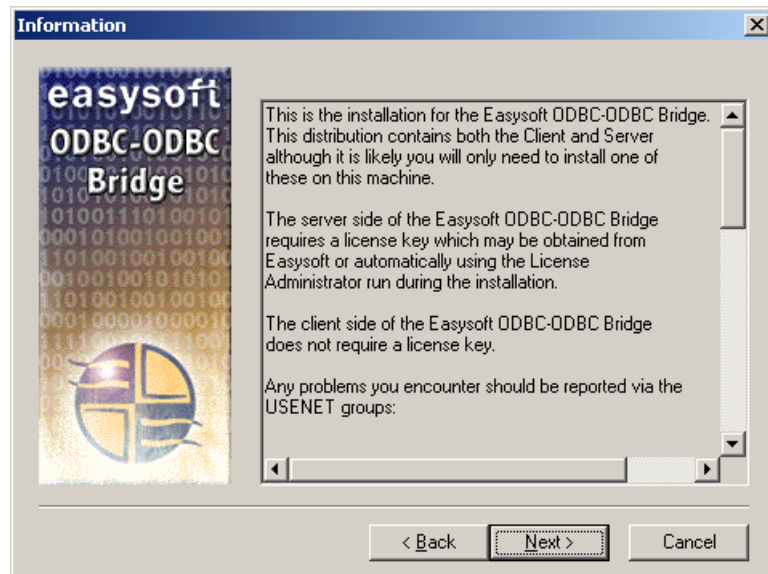 Information
easysoft
ODBC-ODBC
Bridge
This is the installation for the Easysoft ODBC-ODBC Bridge.
This distribution contains both the Client and Server
although it is likely you will only need to install one of
these on this machine.
The server side of the Easysoft ODBC-ODBC Bridge
requires a license key which may be obtained from
Easysoft or automatically using the License
Administrator run during the installation.
The client side of the Easysoft ODBC-ODBC Bridge
does not require a license key.
Any problems you encounter should be reported via the
USENET groups:
< Back
Next >
Cancel